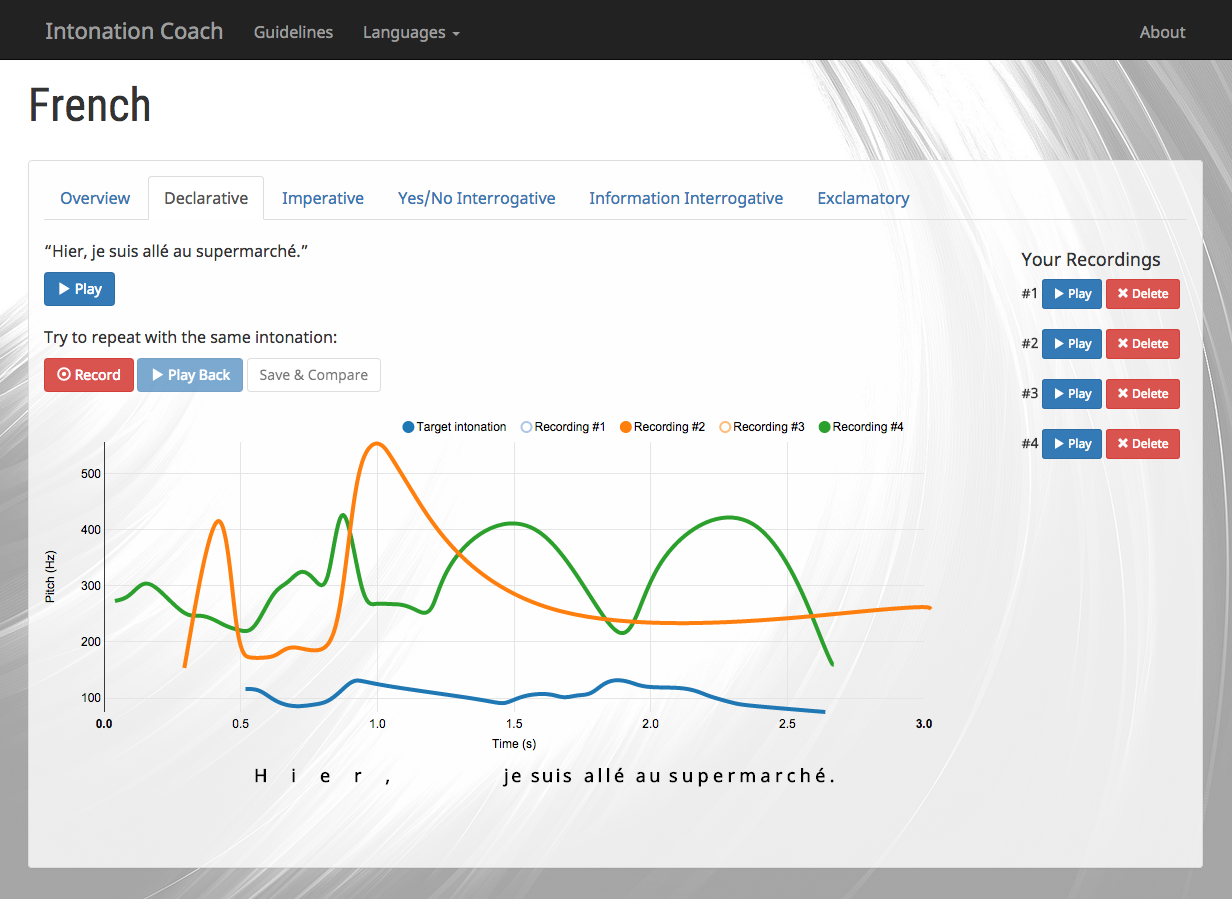 Intonation Coach Guidelines Languages About
French
Overview Declarative Imperative Yes/No Interrogative Information Interrogative Exclamatory
“Hier, je suis allé au supermarché.”
Play
Try to repeat with the same intonation:
Record Play Back Save & Compare
Your Recordings
#1 Play Delete
#2 Play Delete
#3 Play Delete
#4 Play Delete
Target intonation Recording #1 Recording #2 Recording #3 Recording #4
Pitch (Hz)
500
400
300
200
100
0.0 0.5 1.0 1.5 2.0 2.5 3.0
Time (s)
Hier, je suis allé au supermarché.